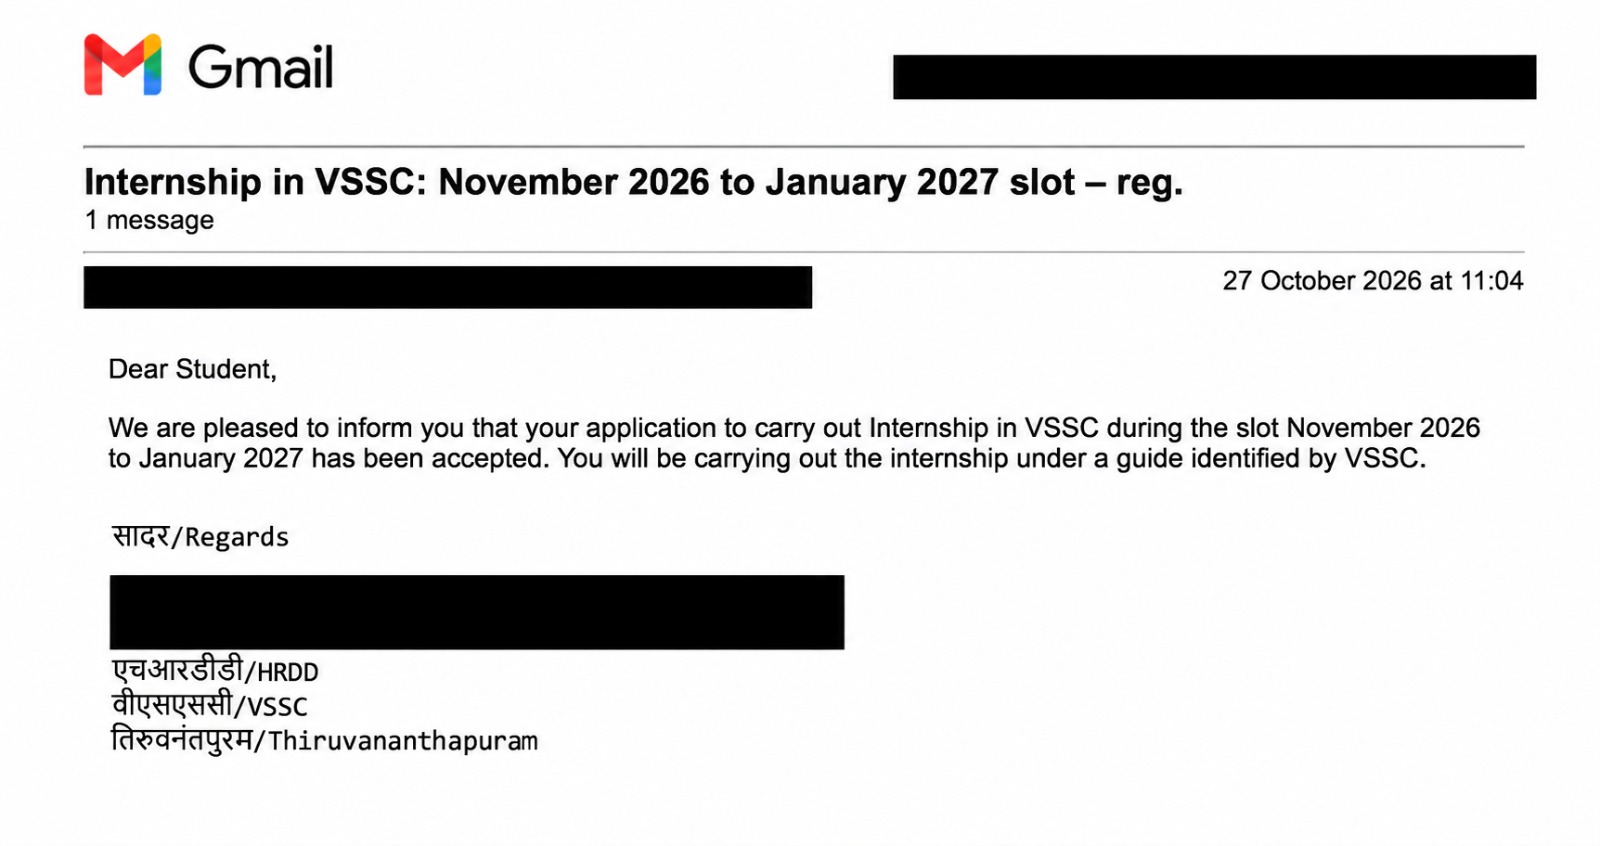 Gmail
Internship in VSSC: November 2026 to January 2027 slot – reg.
1 message
27 October 2026 at 11:04
Dear Student,
We are pleased to inform you that your application to carry out Internship in VSSC during the slot November 2026
to January 2027 has been accepted. You will be carrying out the internship under a guide identified by VSSC.
सादर/Regards
एचआरडीडी/HRDD
वीएसएससी/VSSC
तिरुवनंतपुरम/Thiruvananthapuram